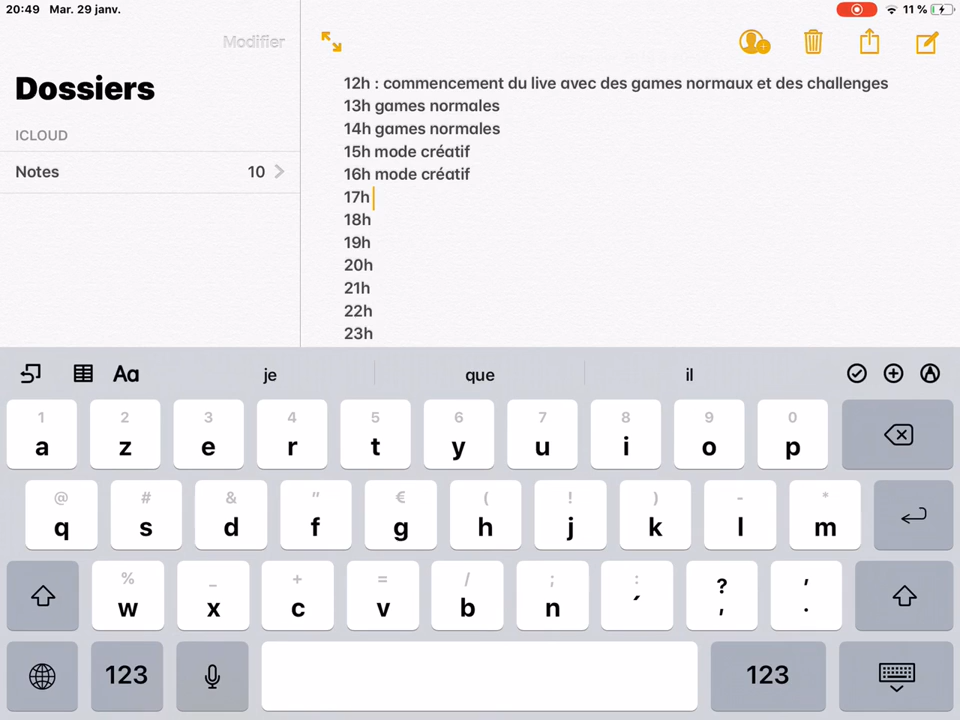 20:49 Mar. 29 janv. 11 %
Modifier
Dossiers
ICLOUD
Notes 10
12h : commencement du live avec des games normaux et des challenges
13h games normales
14h games normales
15h mode créatif
16h mode créatif
17h
18h
19h
20h
21h
22h
23h
Aa je que il
1 2 3 4 5 6 7 8 9 0
a z e r t y u i o p
@ # & " € ( ! ) - *
q s d f g h j k l m
% _ + = / ; : ? '
w x c v b n ´ , .
123 123